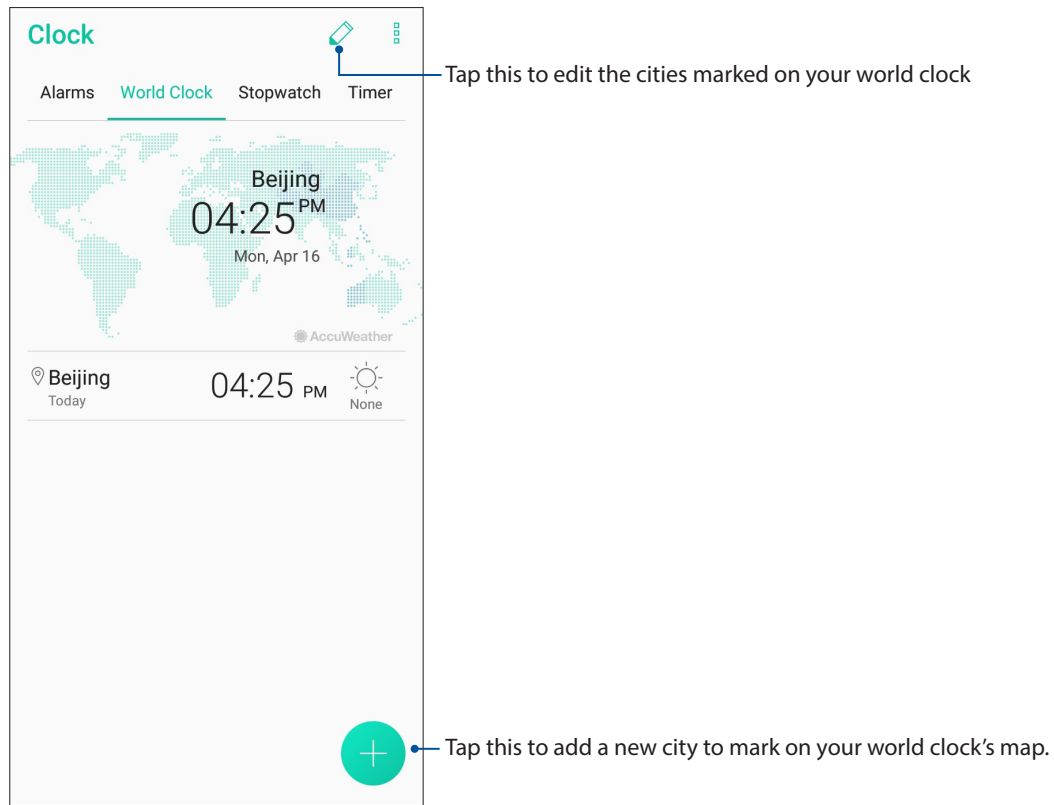 Clock
Tap this to edit the cities marked on your world clock
Alarms World Clock Stopwatch Timer
Beijing
04:25 PM
Mon, Apr 16
AccuWeather
Beijing 04:25 PM
Today None
Tap this to add a new city to mark on your world clock’s map.